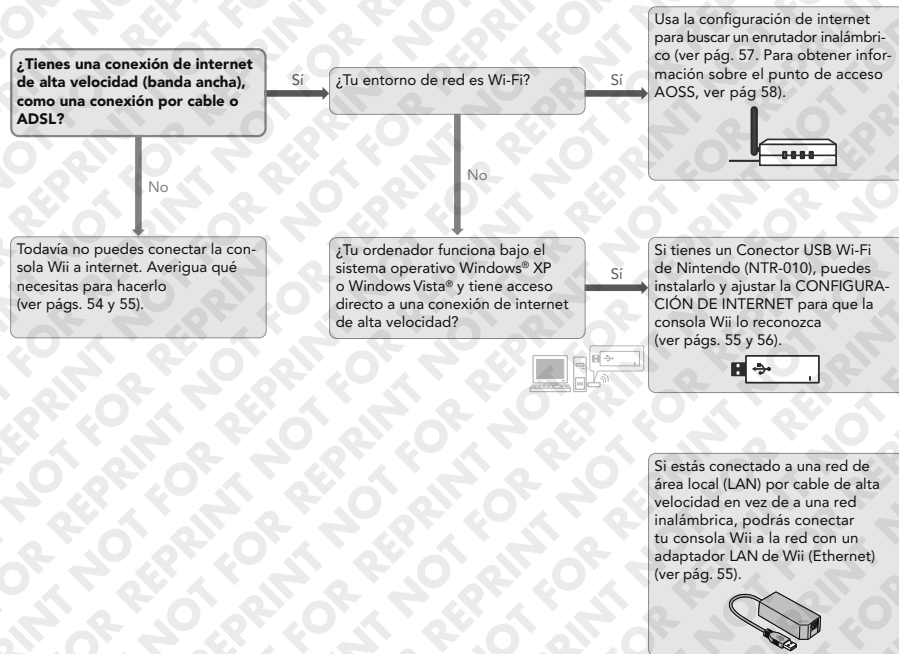 ¿Tienes una conexión de internet
de alta velocidad (banda ancha),
como una conexión por cable o
ADSL?
Sí
¿Tu entorno de red es Wi-Fi?
Sí
Usa la configuración de internet
para buscar un enrutador inalámbri-
co (ver pág. 57. Para obtener infor-
mación sobre el punto de acceso
AOSS, ver pág 58).
No
No
Todavía no puedes conectar la con-
sola Wii a internet. Averigua qué
necesitas para hacerlo
(ver págs. 54 y 55).
¿Tu ordenador funciona bajo el
sistema operativo Windows® XP
o Windows Vista® y tiene acceso
directo a una conexión de internet
de alta velocidad?
Sí
Si tienes un Conector USB Wi-Fi
de Nintendo (NTR-010), puedes
instalarlo y ajustar la CONFIGURA-
CIÓN DE INTERNET para que la
consola Wii lo reconozca
(ver págs. 55 y 56).
Si estás conectado a una red de
área local (LAN) por cable de alta
velocidad en vez de a una red
inalámbrica, podrás conectar
tu consola Wii a la red con un
adaptador LAN de Wii (Ethernet)
(ver pág. 55).
NOT FOR REPRINT